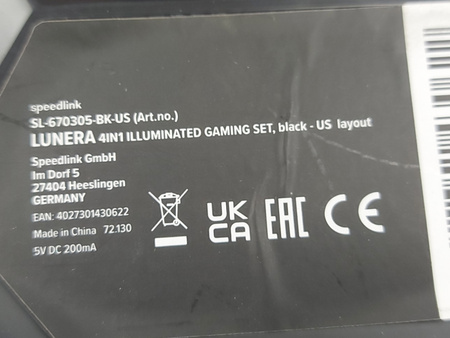 speedlink
SL-670305-BK-US (Art.no.)
LUNERA 4IN1 ILLUMINATED GAMING SET, black - US layout
Speedlink GmbH
Im Dorf 5
27404 Heeslingen
GERMANY
EAN: 4027301430622
Made in China 72.130
5V DC 200mA
UK
CA
EAC
CE